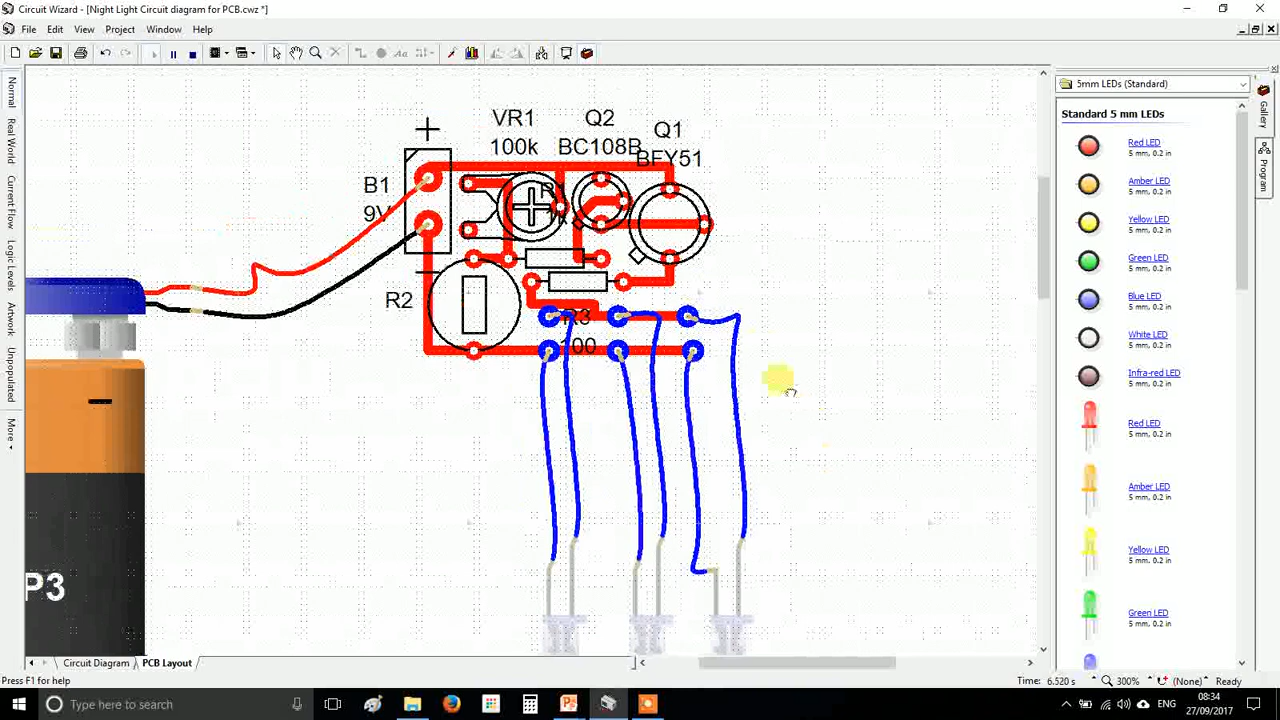 Circuit Wizard - [Night Light Circuit diagram for PCB.cwz *]
File Edit View Project Window Help
Normal
Real World
Current Flow
Logic Level
Artwork
Unpopulated
More
VR1
100k
Q2
BC108B
Q1
BFY51
B1
9V
R1
1k
R2
R3
100
P3
5mm LEDs (Standard)
Standard 5 mm LEDs
Red LED
5 mm, 0.2 in
Amber LED
5 mm, 0.2 in
Yellow LED
5 mm, 0.2 in
Green LED
5 mm, 0.2 in
Blue LED
5 mm, 0.2 in
White LED
5 mm, 0.2 in
Infra-red LED
5 mm, 0.2 in
Red LED
5 mm, 0.2 in
Amber LED
5 mm, 0.2 in
Yellow LED
5 mm, 0.2 in
Green LED
5 mm, 0.2 in
Gallery
Program
Circuit Diagram PCB Layout
Press F1 for help
Time: 6.520 s 300% (None) Ready
Type here to search
ENG
08:34
27/09/2017